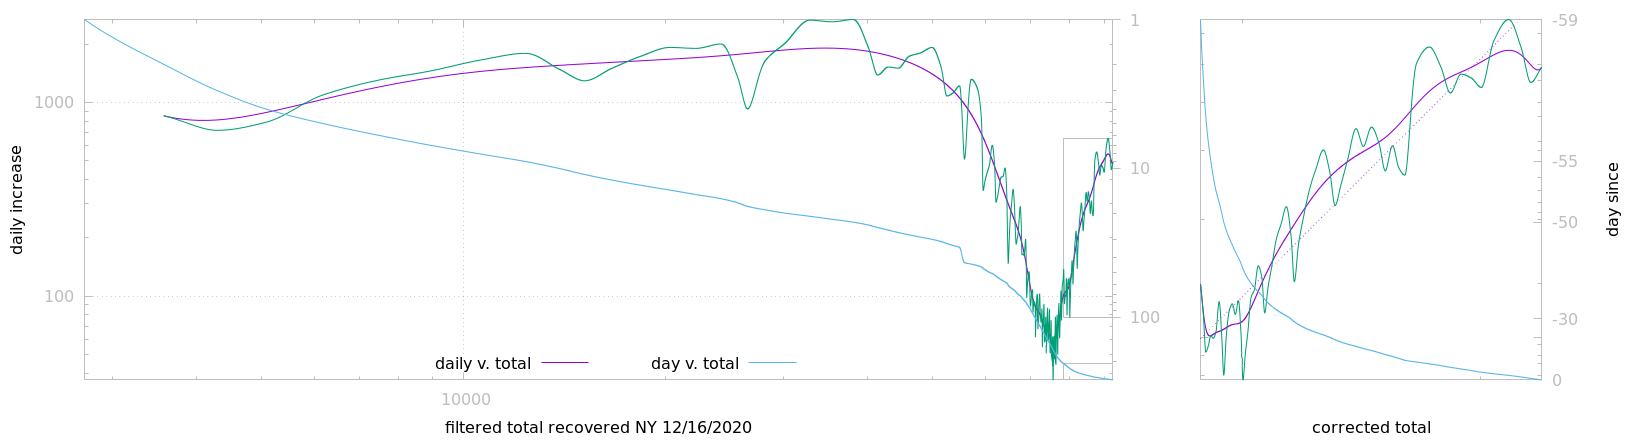 1
-59
1000
10
-55
-50
daily increase
day since
100
100
-30
daily v. total
day v. total
0
10000
filtered total recovered NY 12/16/2020
corrected total